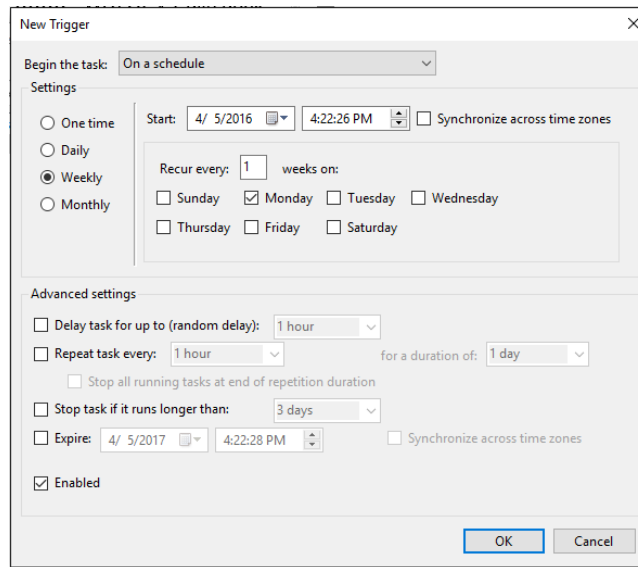 New Trigger
Begin the task: On a schedule
Settings
One time
Daily
Weekly
Monthly
Start: 4/ 5/2016 4:22:26 PM Synchronize across time zones
Recur every: 1 weeks on:
Sunday Monday Tuesday Wednesday
Thursday Friday Saturday
Advanced settings
Delay task for up to (random delay): 1 hour
Repeat task every: 1 hour for a duration of: 1 day
Stop all running tasks at end of repetition duration
Stop task if it runs longer than: 3 days
Expire: 4/ 5/2017 4:22:28 PM Synchronize across time zones
Enabled
OK Cancel